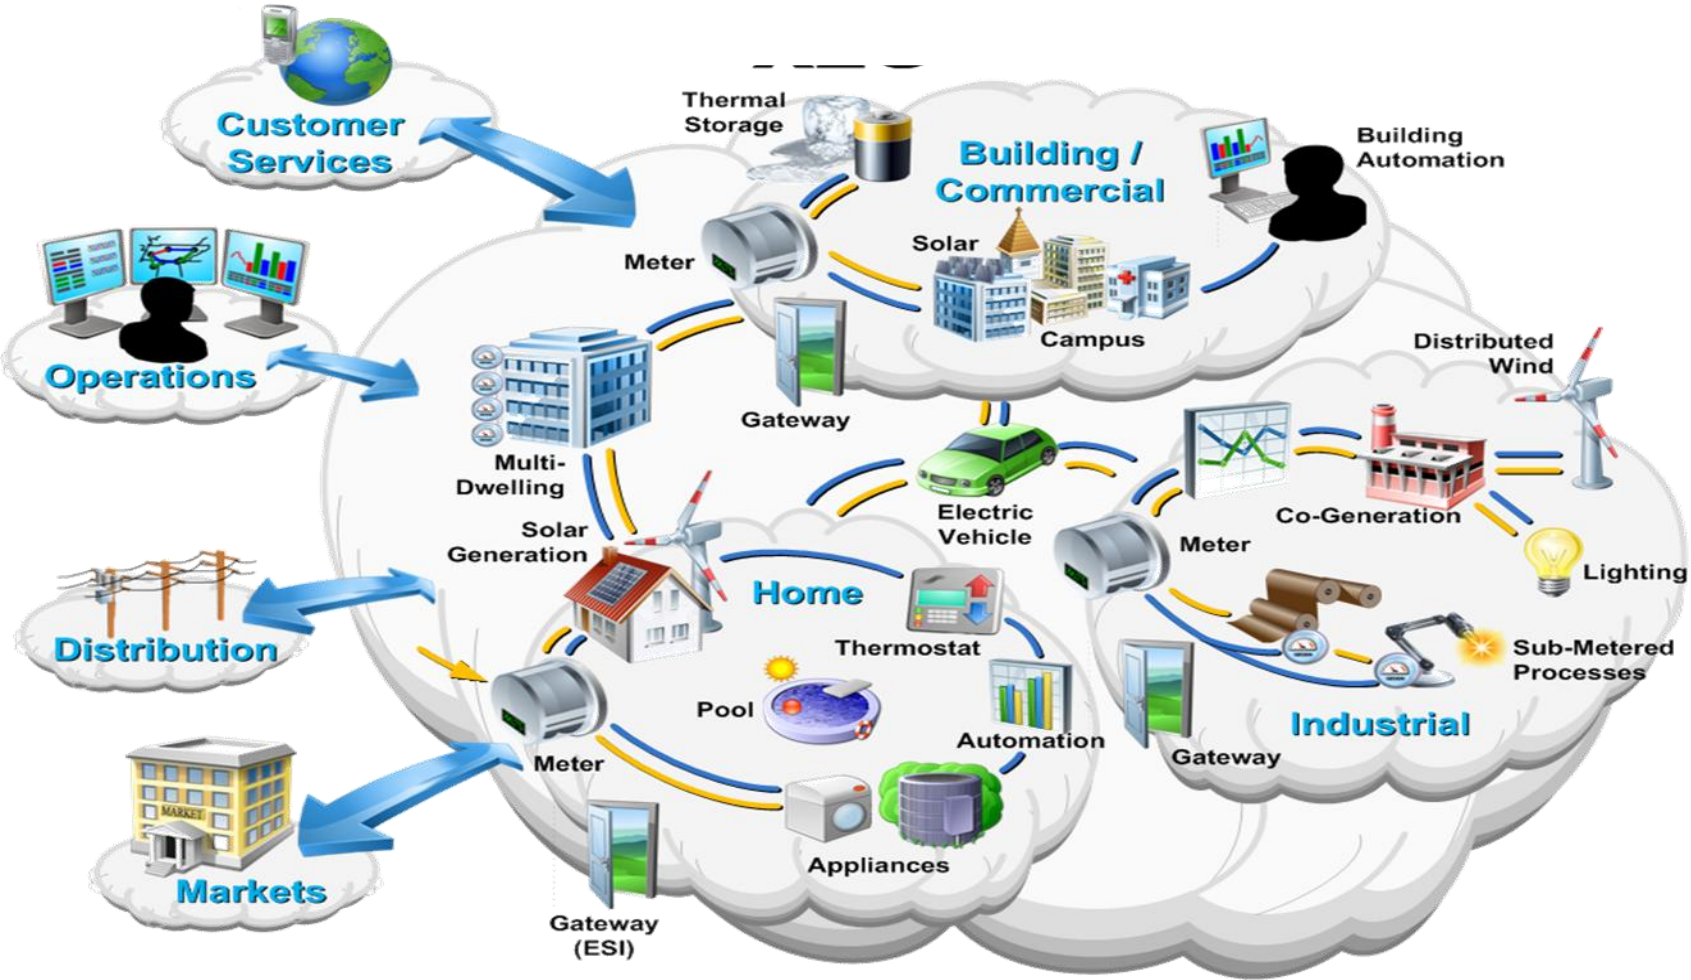 Customer
Services
Thermal
Storage
Building /
Commercial
Building
Automation
Meter
Solar
Campus
Operations
Gateway
Distributed
Wind
Multi-
Dwelling
Electric
Vehicle
Co-Generation
Solar
Generation
Meter
Lighting
Home
Thermostat
Distribution
Sub-Metered
Processes
Pool
Industrial
Automation
Gateway
Meter
MARKET
Appliances
Markets
Gateway
(ESI)